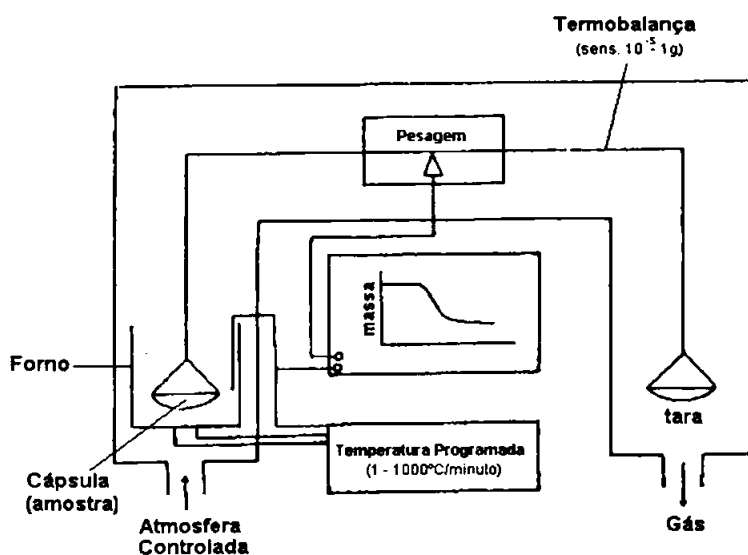 Termobalança
(sens. 10⁻⁵ - 1g)
Pesagem
massa
Forno
tara
Cápsula
(amostra)
Temperatura Programada
(1 - 1000ºC/minuto)
Atmosfera
Controlada
Gás